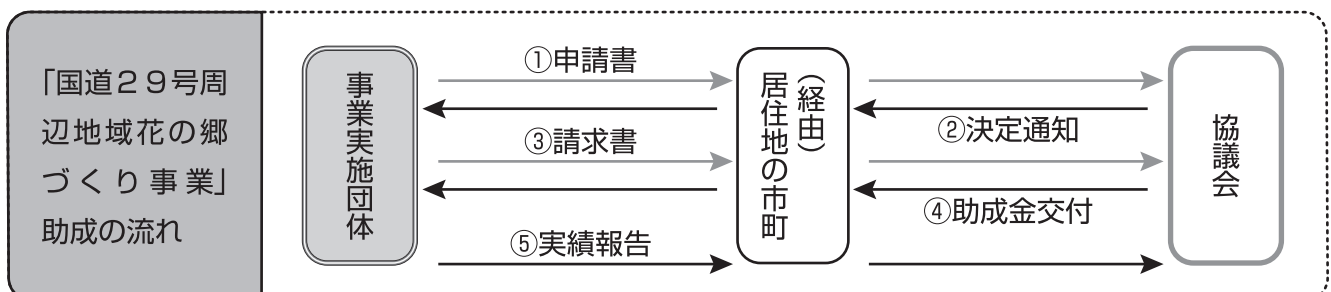 「国道２９号周
辺地域花の郷
づくり事業」
助成の流れ
事業実施団体
①申請書
③請求書
⑤実績報告
（経由）
居住地の市町
②決定通知
④助成金交付
協議会